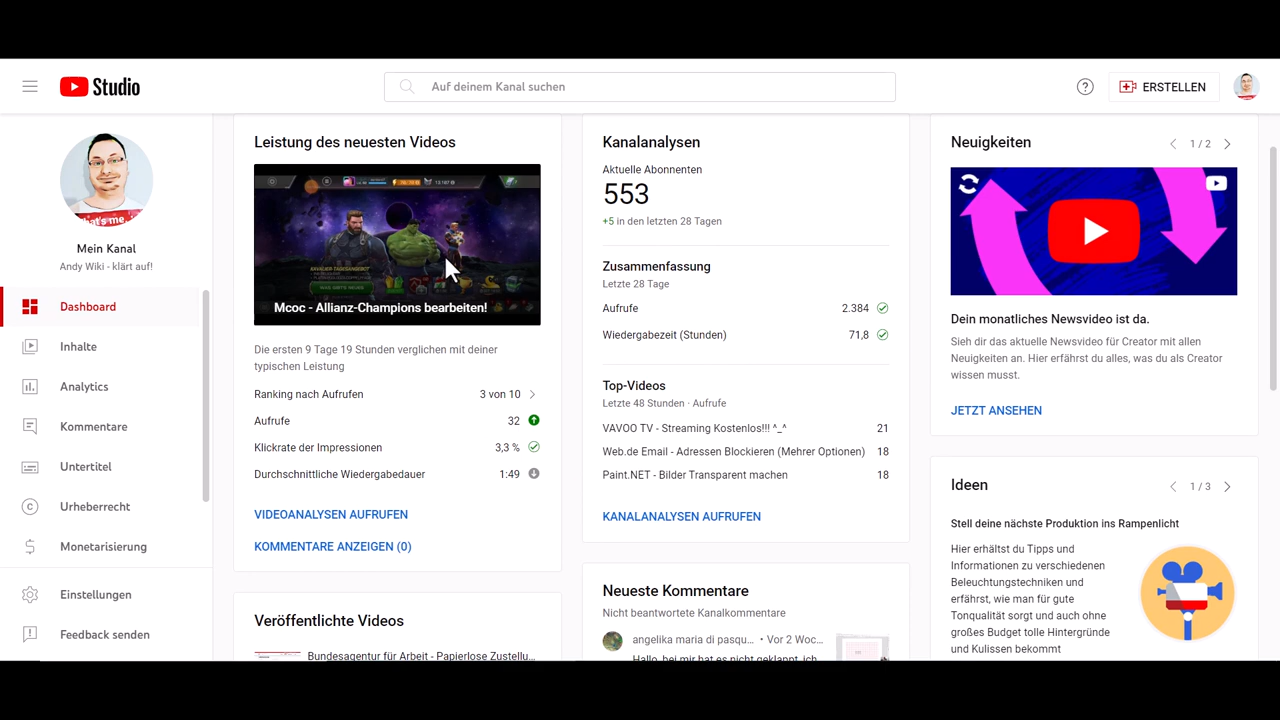 Studio
Auf deinem Kanal suchen
ERSTELLEN
Mein Kanal
Andy Wiki - klärt auf!
Dashboard
Inhalte
Analytics
Kommentare
Untertitel
Urheberrecht
Monetarisierung
Einstellungen
Feedback senden
Leistung des neuesten Videos
Mcoc - Allianz-Champions bearbeiten!
Die ersten 9 Tage 19 Stunden verglichen mit deiner
typischen Leistung
Ranking nach Aufrufen 3 von 10
Aufrufe 32
Klickrate der Impressionen 3,3 %
Durchschnittliche Wiedergabedauer 1:49
VIDEOANALYSEN AUFRUFEN
KOMMENTARE ANZEIGEN (0)
Veröffentlichte Videos
Bundesagentur für Arbeit - Papierlose Zustellu...
Kanalanalysen
Aktuelle Abonnenten
553
+5 in den letzten 28 Tagen
Zusammenfassung
Letzte 28 Tage
Aufrufe 2.384
Wiedergabezeit (Stunden) 71,8
Top-Videos
Letzte 48 Stunden · Aufrufe
VAVOO TV - Streaming Kostenlos!!! ^_^ 21
Web.de Email - Adressen Blockieren (Mehrer Optionen) 18
Paint.NET - Bilder Transparent machen 18
KANALANALYSEN AUFRUFEN
Neueste Kommentare
Nicht beantwortete Kanalkommentare
angelika maria di pasqu... • Vor 2 Woc...
Hallo, bei mir hat es nicht geklappt, ich
Neuigkeiten
1 / 2
Dein monatliches Newsvideo ist da.
Sieh dir das aktuelle Newsvideo für Creator mit allen
Neuigkeiten an. Hier erfährst du alles, was du als Creator
wissen musst.
JETZT ANSEHEN
Ideen
1 / 3
Stell deine nächste Produktion ins Rampenlicht
Hier erhältst du Tipps und
Informationen zu verschiedenen
Beleuchtungstechniken und
erfährst, wie man für gute
Tonqualität sorgt und auch ohne
großes Budget tolle Hintergründe
und Kulissen bekommt